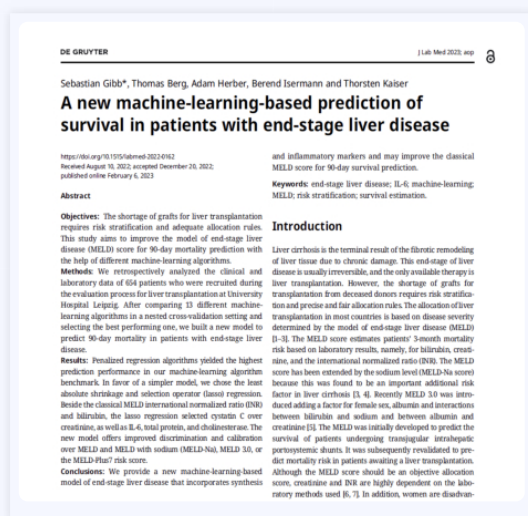 DE GRUYTER
J Lab Med 2023; aop
Sebastian Gibb*, Thomas Berg, Adam Herber, Berend Isermann and Thorsten Kaiser
A new machine-learning-based prediction of
survival in patients with end-stage liver disease
https://doi.org/10.1515/labmed-2022-0162
Received August 10, 2022; accepted December 20, 2022;
published online February 6, 2023
Abstract
Objectives: The shortage of grafts for liver transplantation
requires risk stratification and adequate allocation rules.
This study aims to improve the model of end-stage liver
disease (MELD) score for 90-day mortality prediction with
the help of different machine-learning algorithms.
Methods: We retrospectively analyzed the clinical and
laboratory data of 654 patients who were recruited during
the evaluation process for liver transplantation at University
Hospital Leipzig. After comparing 13 different machine-
learning algorithms in a nested cross-validation setting and
selecting the best performing one, we built a new model to
predict 90-day mortality in patients with end-stage liver
disease.
Results: Penalized regression algorithms yielded the highest
prediction performance in our machine-learning algorithm
benchmark. In favor of a simpler model, we chose the least
absolute shrinkage and selection operator (lasso) regression.
Beside the classical MELD international normalized ratio (INR)
and bilirubin, the lasso regression selected cystatin C over
creatinine, as well as IL-6, total protein, and cholinesterase. The
new model offers improved discrimination and calibration
over MELD and MELD with sodium (MELD-Na), MELD 3.0, or
the MELD-Plus7 risk score.
Conclusions: We provide a new machine-learning-based
model of end-stage liver disease that incorporates synthesis
and inflammatory markers and may improve the classical
MELD score for 90-day survival prediction.
Keywords: end-stage liver disease; IL-6; machine-learning;
MELD; risk stratification; survival estimation.
Introduction
Liver cirrhosis is the terminal result of the fibrotic remodeling
of liver tissue due to chronic damage. This end-stage of liver
disease is usually irreversible, and the only available therapy is
liver transplantation. However, the shortage of grafts for
transplantation from deceased donors requires risk stratifica-
tion and precise and fair allocation rules. The allocation of liver
transplantation in most countries is based on disease severity
determined by the model of end-stage liver disease (MELD)
[1–3]. The MELD score estimates patients' 3-month mortality
risk based on laboratory results, namely, for bilirubin, creati-
nine, and the international normalized ratio (INR). The MELD
score has been extended by the sodium level (MELD-Na score)
because this was found to be an important additional risk
factor in liver cirrhosis [3, 4]. Recently MELD 3.0 was intro-
duced adding a factor for female sex, albumin and interactions
between bilirubin and sodium and between albumin and
creatinine [5]. The MELD was initially developed to predict the
survival of patients undergoing transjugular intrahepatic
portosystemic shunts. It was subsequently revalidated to pre-
dict mortality risk in patients awaiting a liver transplantation.
Although the MELD score should be an objective allocation
score, creatinine and INR are highly dependent on the labo-
ratory methods used [6, 7]. In addition, women are disadvan-